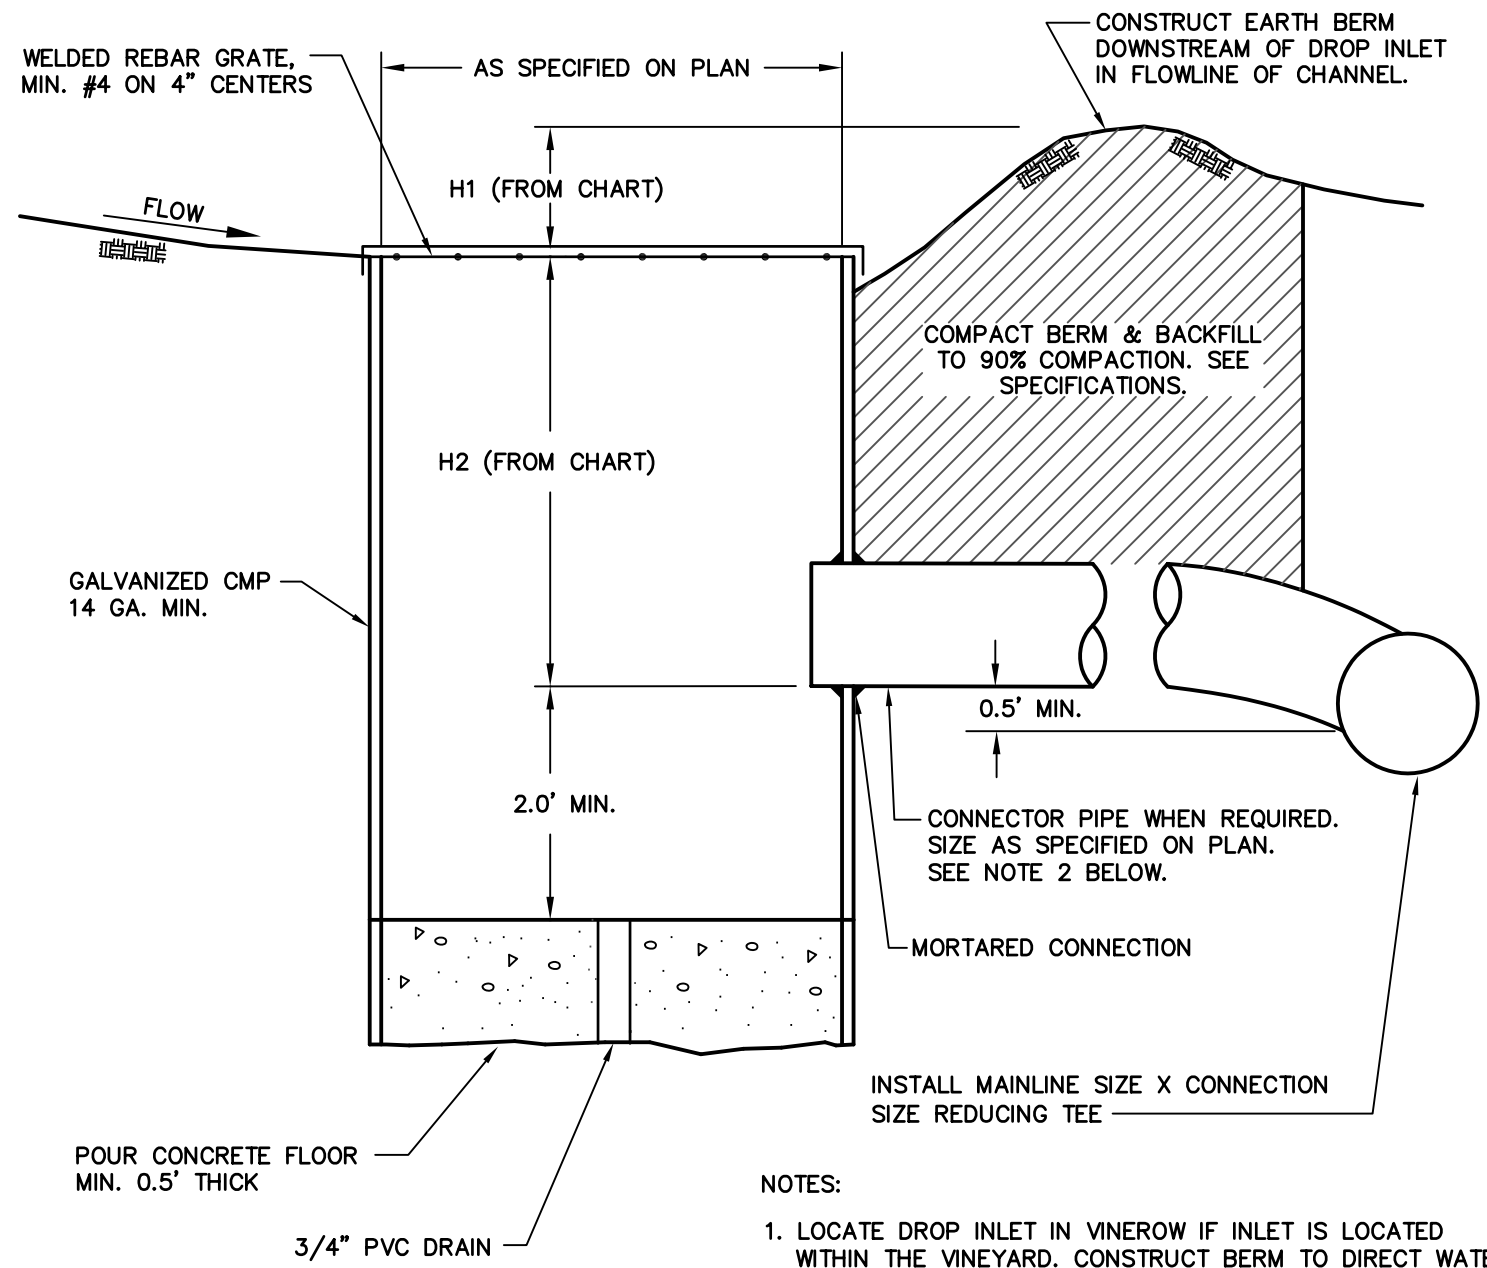 WELDED REBAR GRATE,
MIN. #4 ON 4" CENTERS
AS SPECIFIED ON PLAN
CONSTRUCT EARTH BERM
DOWNSTREAM OF DROP INLET
IN FLOWLINE OF CHANNEL.
H1 (FROM CHART)
FLOW
COMPACT BERM & BACKFILL
TO 90% COMPACTION. SEE
SPECIFICATIONS.
H2 (FROM CHART)
GALVANIZED CMP
14 GA. MIN.
0.5' MIN.
2.0' MIN.
CONNECTOR PIPE WHEN REQUIRED.
SIZE AS SPECIFIED ON PLAN.
SEE NOTE 2 BELOW.
MORTARED CONNECTION
INSTALL MAINLINE SIZE X CONNECTION
SIZE REDUCING TEE
POUR CONCRETE FLOOR
MIN. 0.5' THICK
3/4" PVC DRAIN
NOTES:
1. LOCATE DROP INLET IN VINEROW IF INLET IS LOCATED
WITHIN THE VINEYARD. CONSTRUCT BERM TO DIRECT